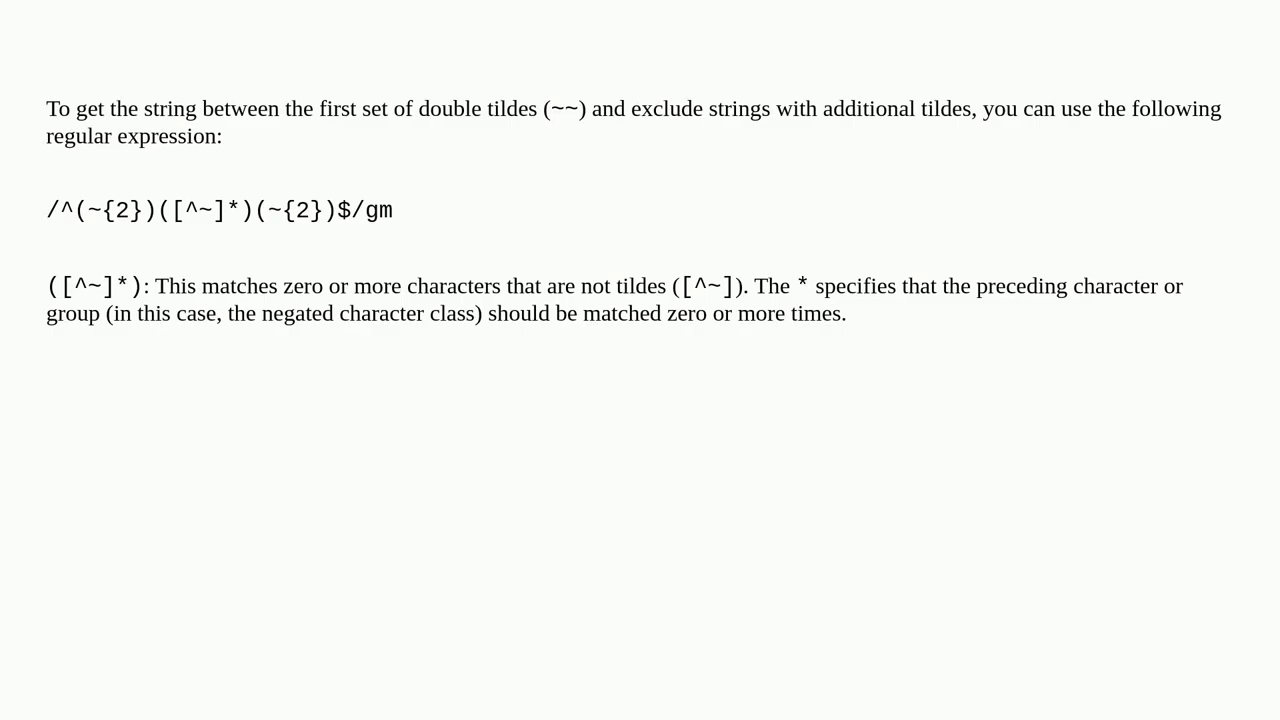 To get the string between the first set of double tildes (~~) and exclude strings with additional tildes, you can use the following
regular expression:
/^(~{2})([^~]*)(~{2})$/gm
([^~]*): This matches zero or more characters that are not tildes ([^~]). The * specifies that the preceding character or
group (in this case, the negated character class) should be matched zero or more times.